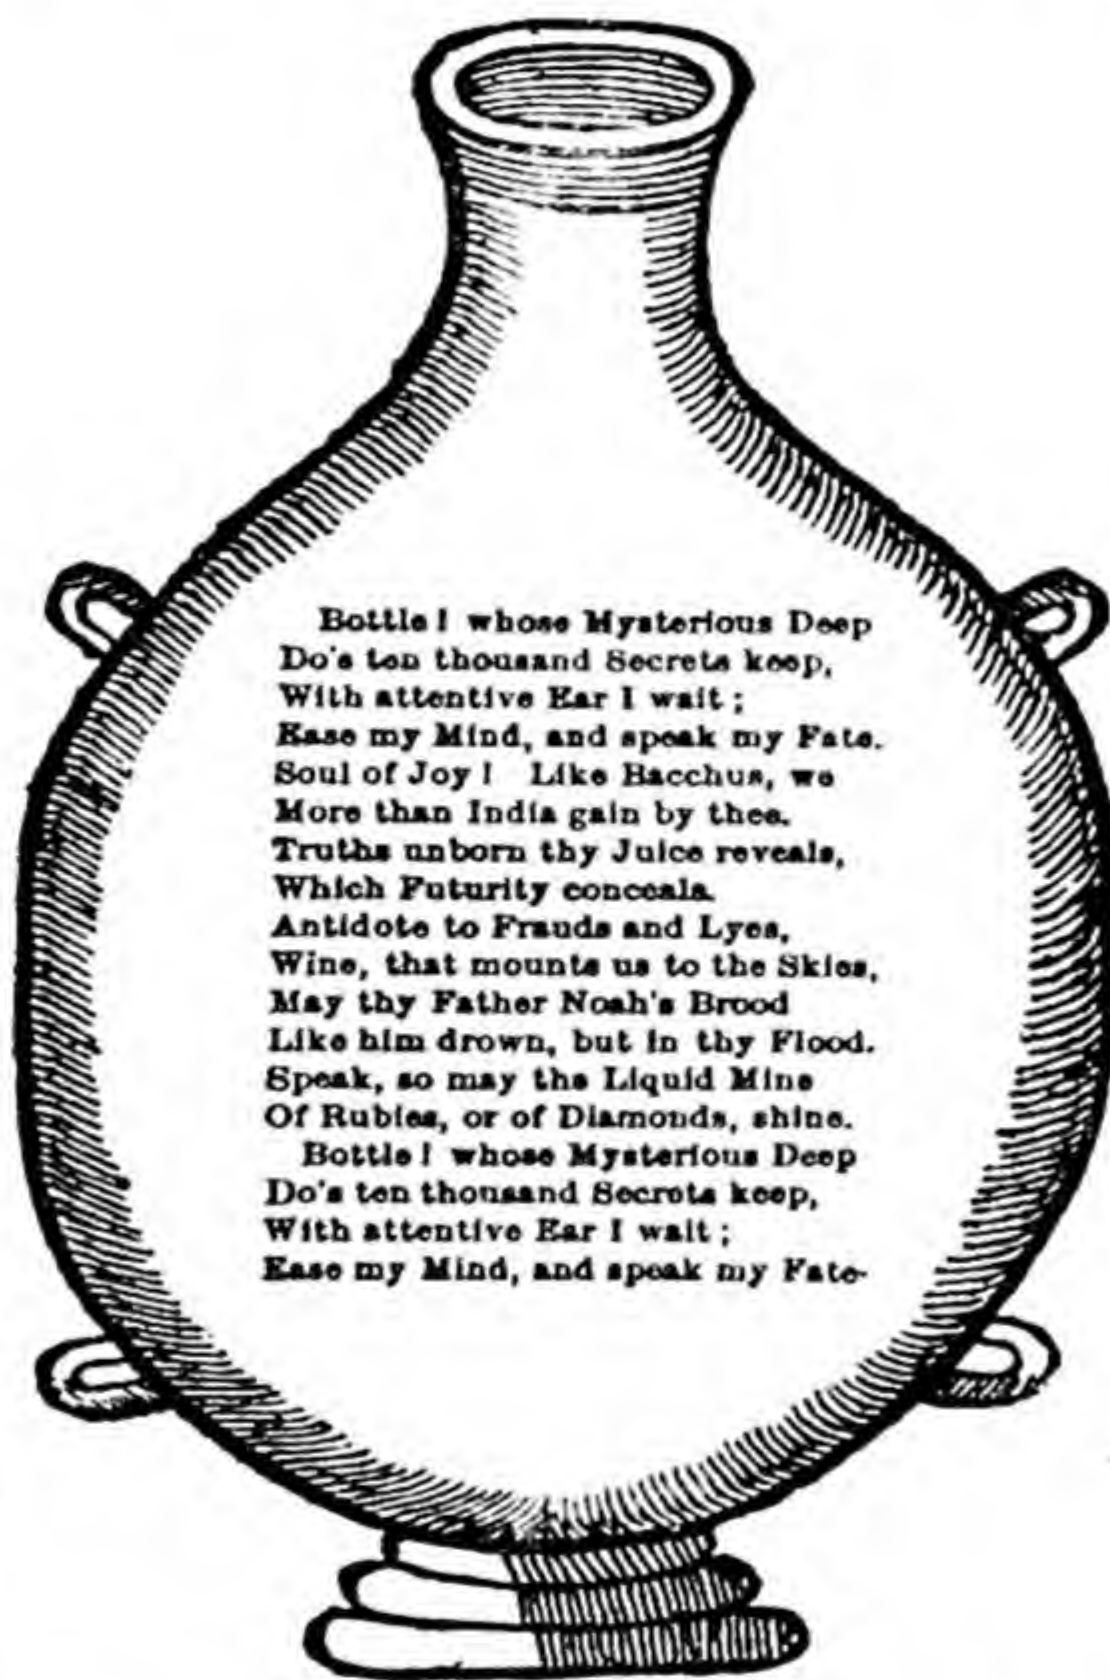 Bottle! whose Mysterious Deep
Do's ten thousand Secrets keep,
With attentive Ear I wait;
Ease my Mind, and speak my Fate.
Soul of Joy! Like Bacchus, we
More than India gain by thee.
Truths unborn thy Juice reveals,
Which Futurity conceals.
Antidote to Frauds and Lyes,
Wine, that mounts us to the Skies,
May thy Father Noah's Brood
Like him drown, but in thy Flood.
Speak, so may the Liquid Mine
Of Rubies, or of Diamonds, shine.
Bottle! whose Mysterious Deep
Do's ten thousand Secrets keep,
With attentive Ear I wait;
Ease my Mind, and speak my Fate-